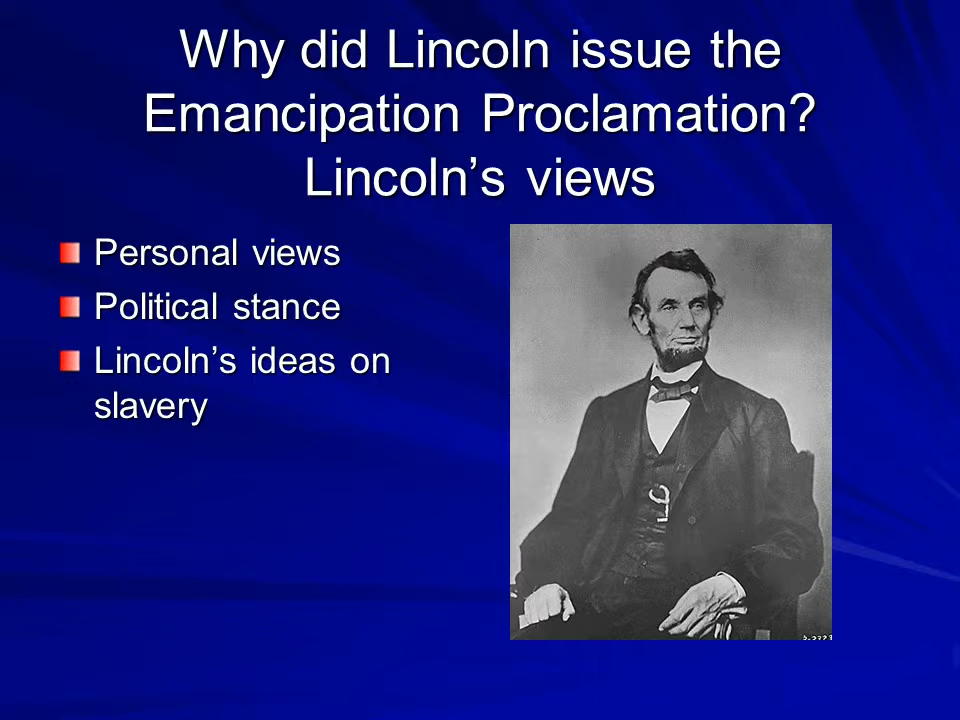 Why did Lincoln issue the
Emancipation Proclamation?
Lincoln’s views
Personal views
Political stance
Lincoln’s ideas on
slavery